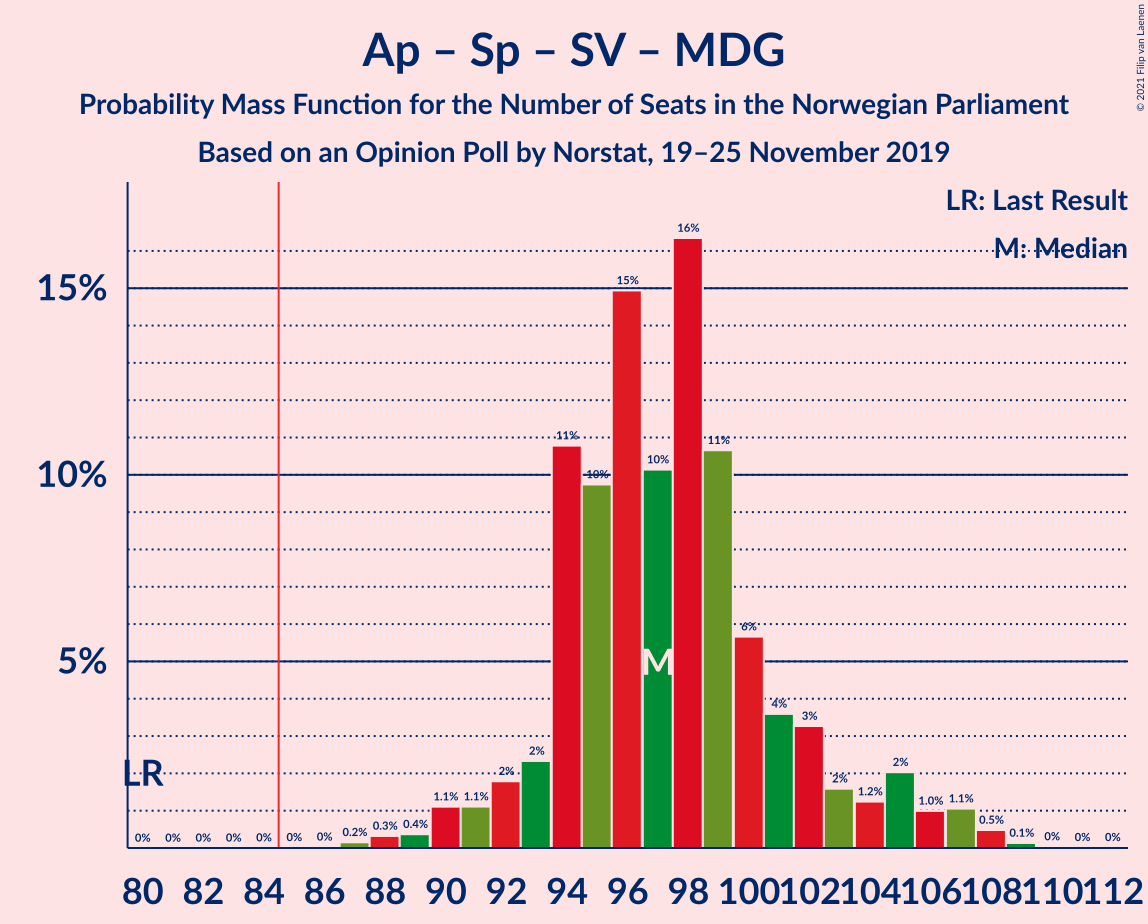 Ap – Sp – SV – MDG
Probability Mass Function for the Number of Seats in the Norwegian Parliament
Based on an Opinion Poll by Norstat, 19–25 November 2019
© 2021 Filip van Laenen
LR: Last Result
M: Median
15%
10%
5%
LR
M
0% 0% 0% 0% 0% 0% 0% 0.2% 0.3% 0.4% 1.1% 1.1% 2% 2% 11% 10% 15% 10% 16% 11% 6% 4% 3% 2% 1.2% 2% 1.0% 1.1% 0.5% 0.1% 0% 0% 0%
80 82 84 86 88 90 92 94 96 98 100 102 104 106 108 110 112